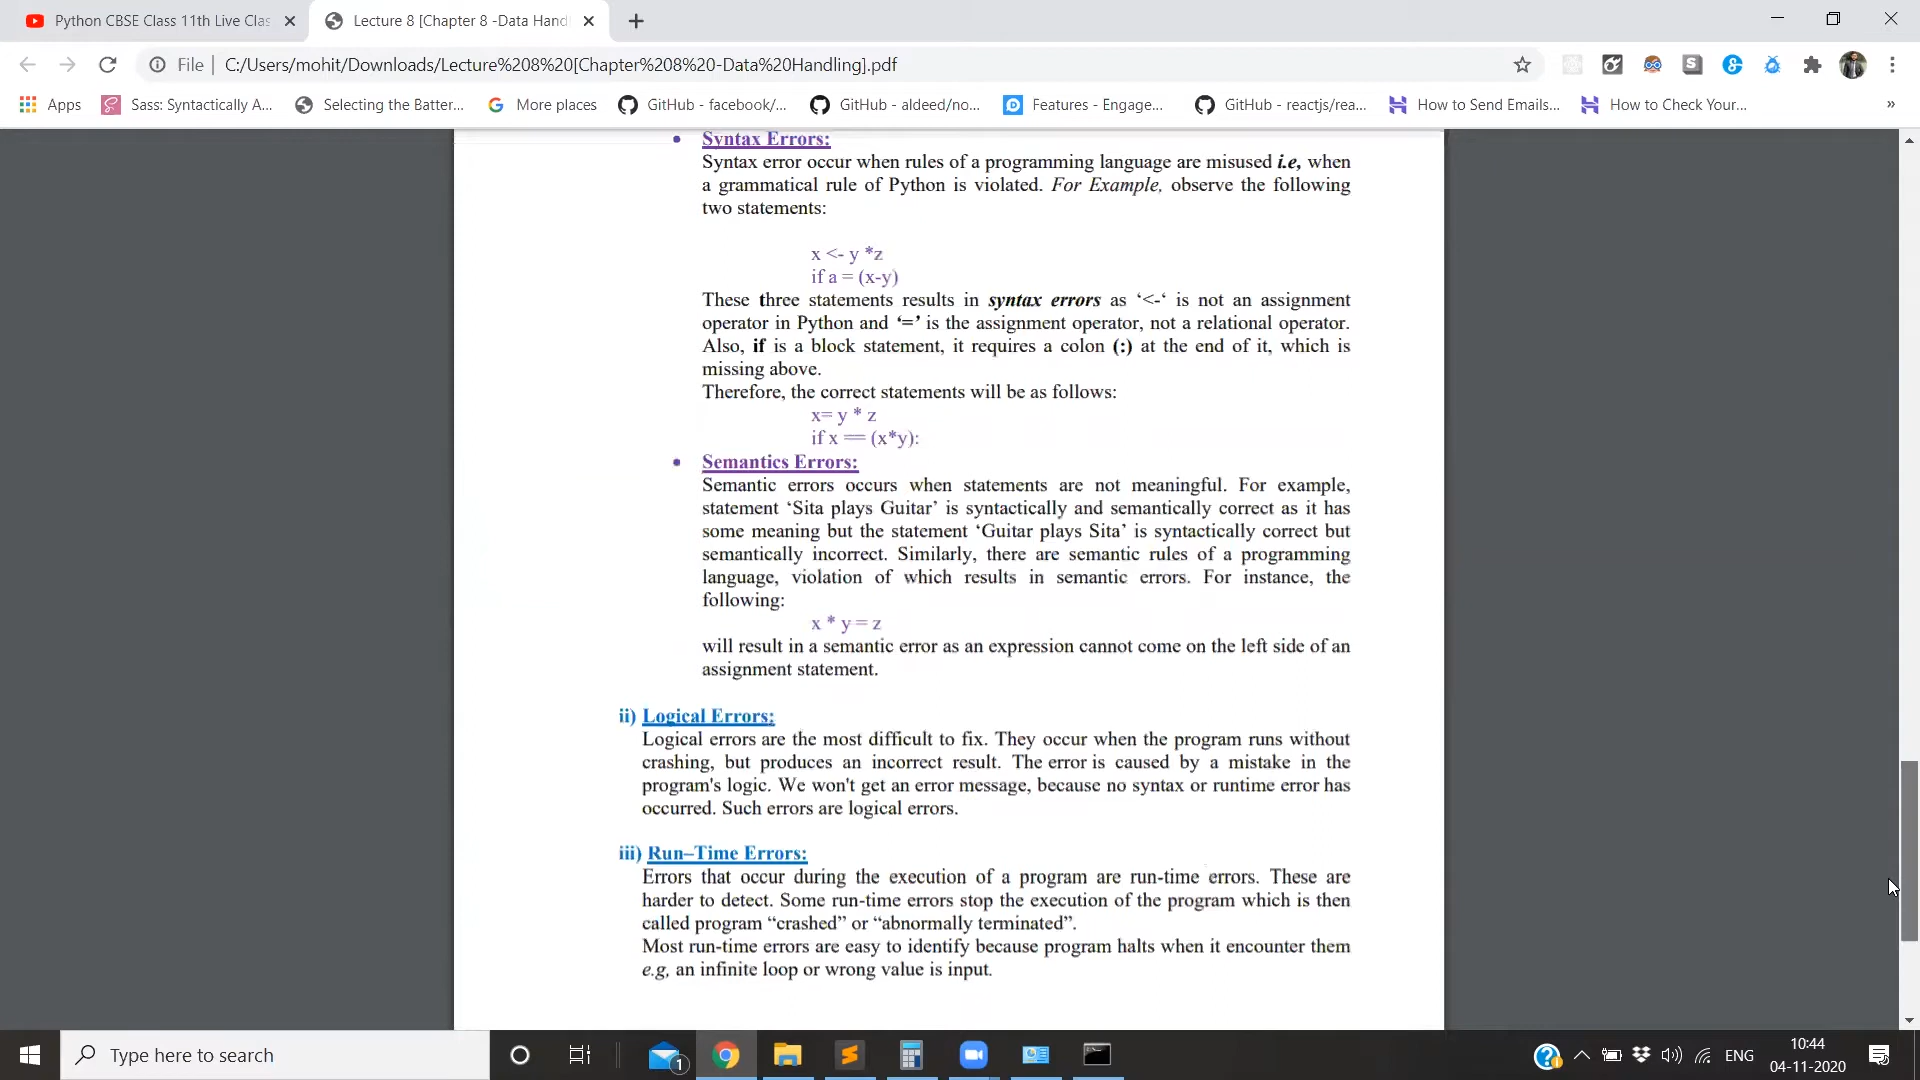 Python CBSE Class 11th Live Clas
Lecture 8 [Chapter 8 -Data Hand
File
C:/Users/mohit/Downloads/Lecture%208%20[Chapter%208%20-Data%20Handling].pdf
Apps
Sass: Syntactically A...
Selecting the Batter...
More places
GitHub - facebook/...
GitHub - aldeed/no...
Features - Engage...
GitHub - reactjs/rea...
How to Send Emails...
How to Check Your...
»
• Syntax Errors:
Syntax error occur when rules of a programming language are misused i.e, when
a grammatical rule of Python is violated. For Example, observe the following
two statements:
x <- y *z
if a = (x-y)
These three statements results in syntax errors as ‘<-‘ is not an assignment
operator in Python and ‘=’ is the assignment operator, not a relational operator.
Also, if is a block statement, it requires a colon (:) at the end of it, which is
missing above.
Therefore, the correct statements will be as follows:
x= y * z
if x == (x*y):
• Semantics Errors:
Semantic errors occurs when statements are not meaningful. For example,
statement ‘Sita plays Guitar’ is syntactically and semantically correct as it has
some meaning but the statement ‘Guitar plays Sita’ is syntactically correct but
semantically incorrect. Similarly, there are semantic rules of a programming
language, violation of which results in semantic errors. For instance, the
following:
x * y = z
will result in a semantic error as an expression cannot come on the left side of an
assignment statement.
ii) Logical Errors:
Logical errors are the most difficult to fix. They occur when the program runs without
crashing, but produces an incorrect result. The error is caused by a mistake in the
program's logic. We won't get an error message, because no syntax or runtime error has
occurred. Such errors are logical errors.
iii) Run–Time Errors:
Errors that occur during the execution of a program are run-time errors. These are
harder to detect. Some run-time errors stop the execution of the program which is then
called program “crashed” or “abnormally terminated”.
Most run-time errors are easy to identify because program halts when it encounter them
e.g, an infinite loop or wrong value is input.
Type here to search
1
ENG
10:44
04-11-2020